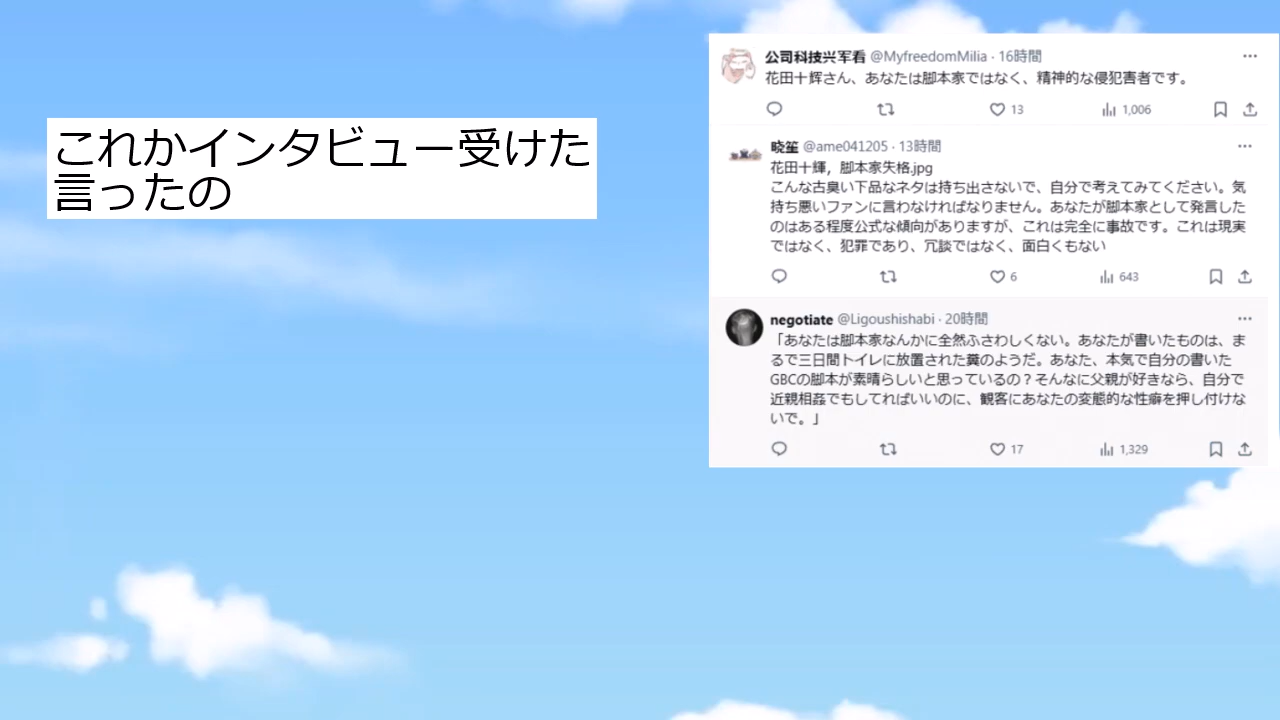 これかインタビュー受けた
言ったの
公司科技兴军看 @MyfreedomMilia · 16時間
花田十辉さん、あなたは脚本家ではなく、精神的な侵犯害者です。
13 1,006
晓笙 @ame041205 · 13時間
花田十輝，脚本家失格.jpg
こんな古臭い下品なネタは持ち出さないで、自分で考えてみてください。気
持ち悪いファンに言わなければなりません。あなたが脚本家として発言した
のはある程度公式な傾向がありますが、これは完全に事故です。これは現実
ではなく、犯罪であり、冗談ではなく、面白くもない
6 643
negotiate @Ligoushishabi · 20時間
「あなたは脚本家なんかに全然ふさわしくない。あなたが書いたものは、ま
るで三日間トイレに放置された糞のようだ。あなた、本気で自分の書いた
GBCの脚本が素晴らしいと思っているの？そんなに父親が好きなら、自分で
近親相姦でもしてればいいのに、観客にあなたの変態的な性癖を押し付けな
いで。」
17 1,329